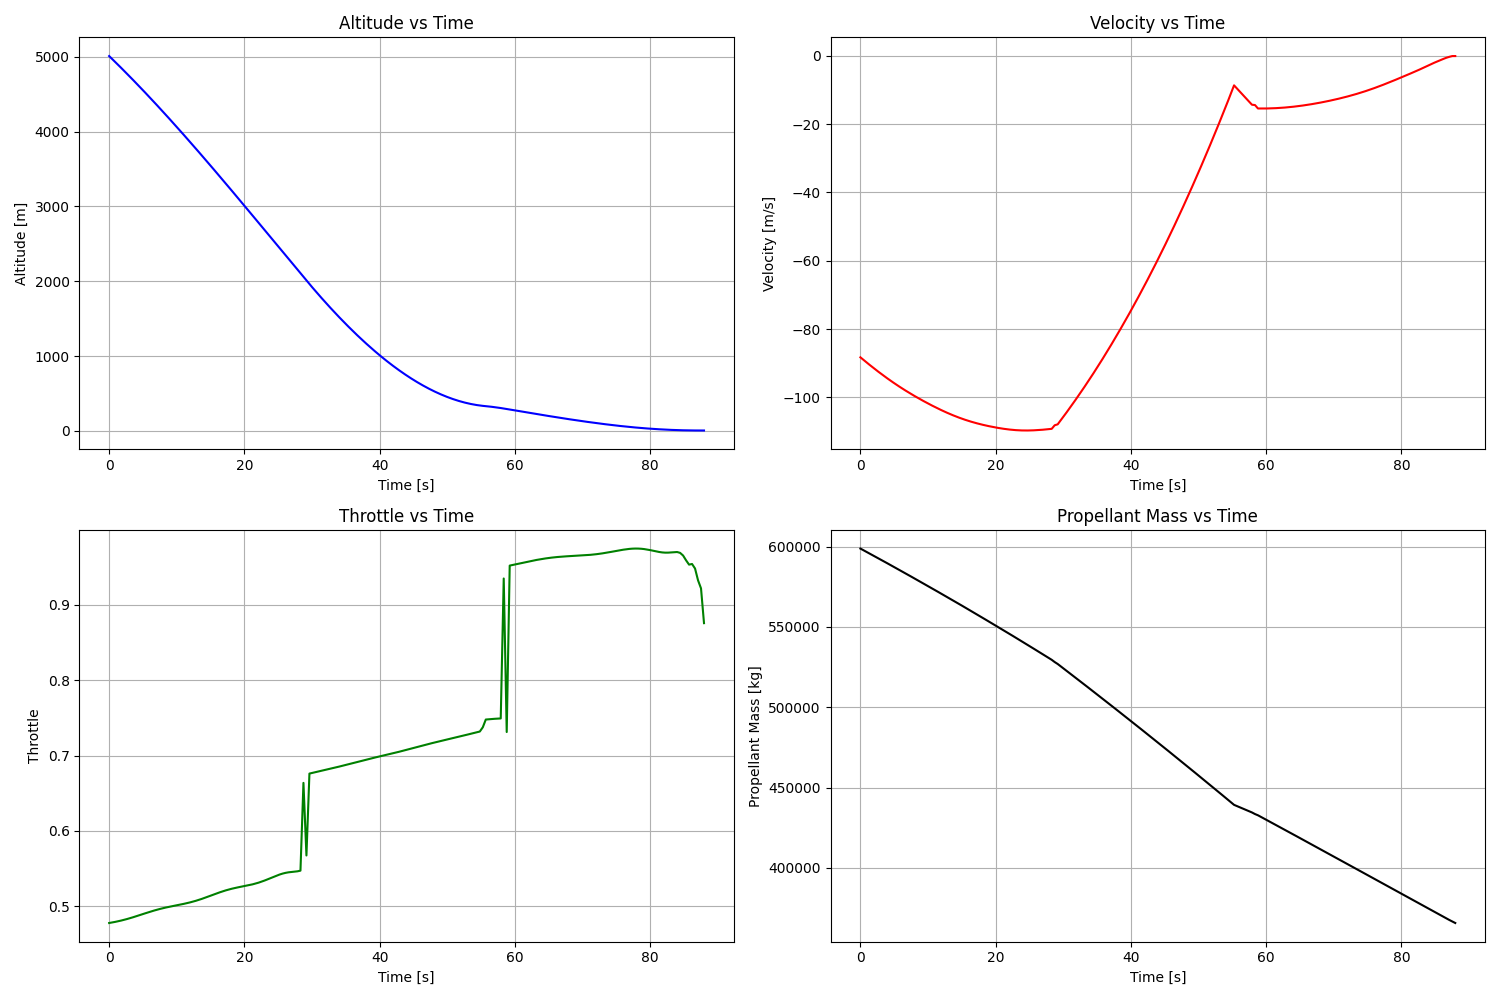 Altitude vs Time
Altitude [m]
5000
4000
3000
2000
1000
0
0 20 40 60 80
Time [s]
Velocity vs Time
Velocity [m/s]
0
−20
−40
−60
−80
−100
0 20 40 60 80
Time [s]
Throttle vs Time
Throttle
0.9
0.8
0.7
0.6
0.5
0 20 40 60 80
Time [s]
Propellant Mass vs Time
Propellant Mass [kg]
600000
550000
500000
450000
400000
0 20 40 60 80
Time [s]